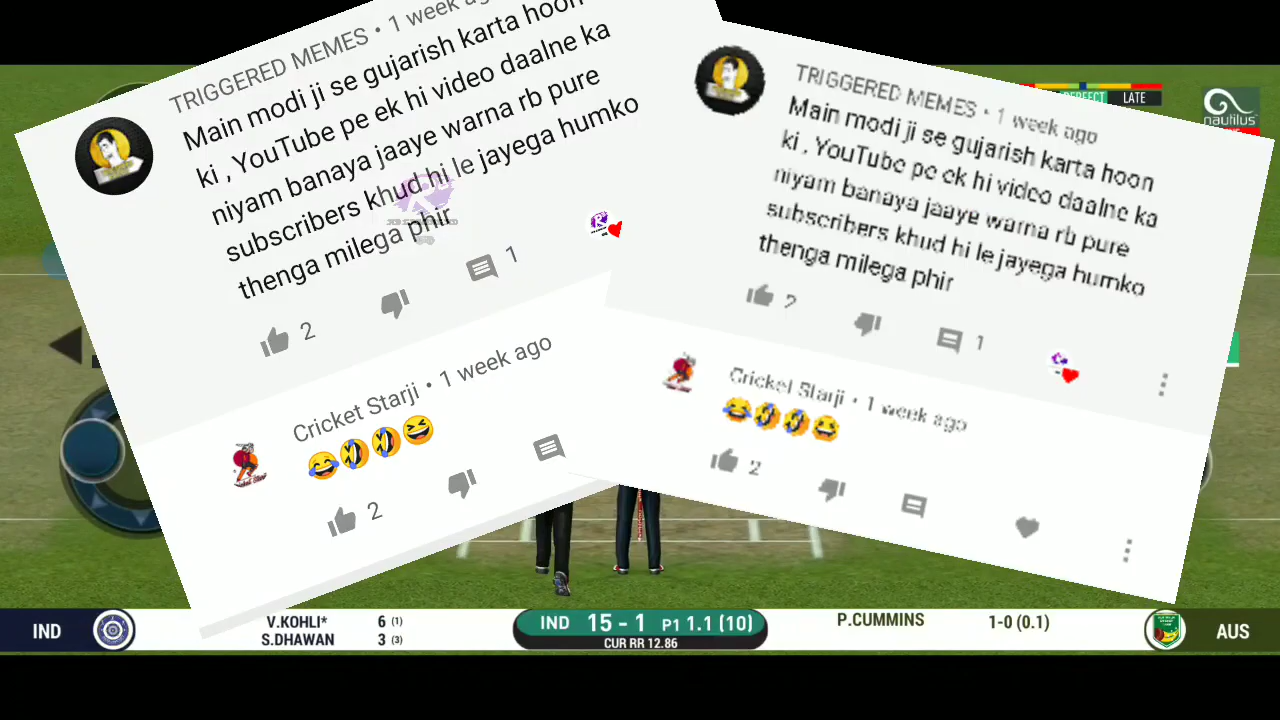 TRIGGERED MEMES • 1 week ago
Main modi ji se gujarish karta hoon
ki , YouTube pe ek hi video daalne ka
niyam banaya jaaye warna rb pure
subscribers khud hi le jayega humko
thenga milega phir
2
1
Cricket Starji • 1 week ago
😂🤣🤣😆
2
TRIGGERED MEMES • 1 week ago
Main modi ji se gujarish karta hoon
ki , YouTube pe ek hi video daalne ka
niyam banaya jaaye warna rb pure
subscribers khud hi le jayega humko
thenga milega phir
2
1
Cricket Starji • 1 week ago
😂🤣🤣😆
2
PERFECT LATE
nautilus
IND
V.KOHLI* 6 (1)
S.DHAWAN 3 (3)
IND 15 - 1 P1 1.1 (10)
CUR RR 12.86
P.CUMMINS 1-0 (0.1)
AUS